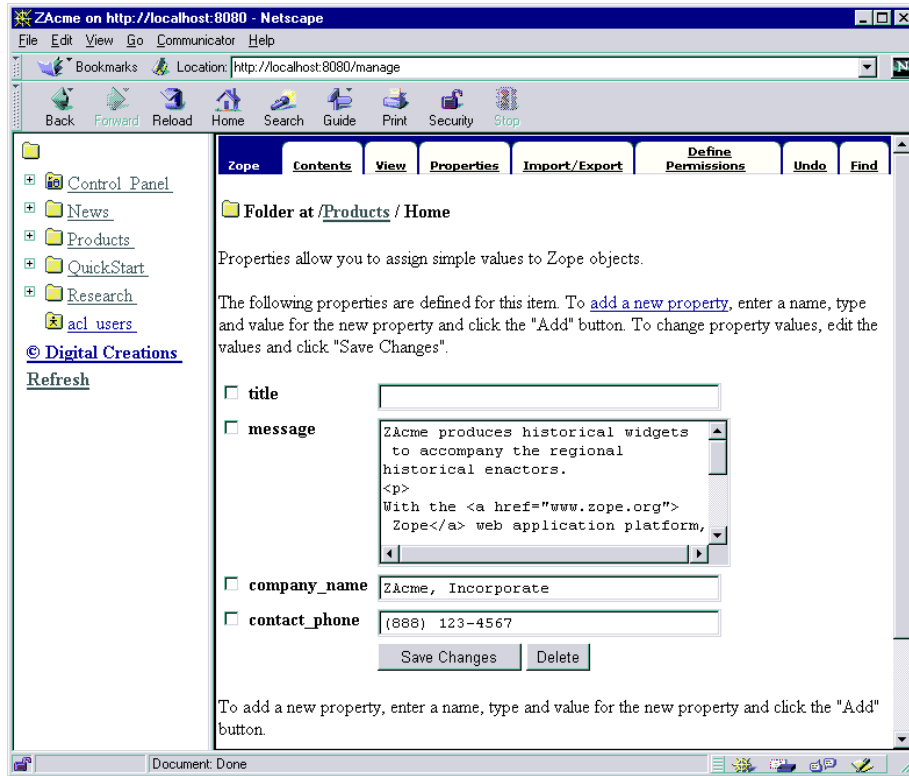 ZAcme on http://localhost:8080 - Netscape
File Edit View Go Communicator Help
Bookmarks Location: http://localhost:8080/manage
N
Back Forward Reload Home Search Guide Print Security Stop
Zope Contents View Properties Import/Export Define Permissions Undo Find
Control_Panel
News
Products
QuickStart
Research
acl_users
© Digital Creations
Refresh
Folder at /Products / Home
Properties allow you to assign simple values to Zope objects.
The following properties are defined for this item. To add a new property, enter a name, type
and value for the new property and click the "Add" button. To change property values, edit the
values and click "Save Changes".
title
message
ZAcme produces historical widgets
to accompany the regional
historical enactors.
<p>
With the <a href="www.zope.org">
Zope</a> web application platform,
company_name ZAcme, Incorporate
contact_phone (888) 123-4567
Save Changes Delete
To add a new property, enter a name, type and value for the new property and click the "Add"
button.
Document: Done